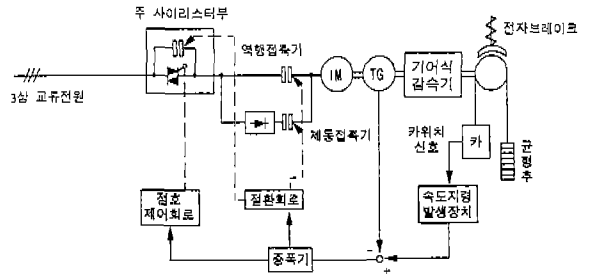 주 사이리스터부
전자브레이크
역행접촉기
IM
TG
기어식
감속기
3상 교류전원
제동접촉기
카위치
신호
카
균
형
추
점호
제어회로
절환회로
속도지령
발생장치
증폭기
-
+